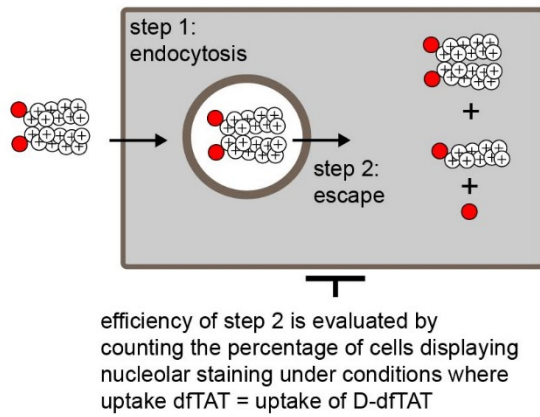 step 1:
endocytosis
step 2:
escape
+
+
efficiency of step 2 is evaluated by
counting the percentage of cells displaying
nucleolar staining under conditions where
uptake dfTAT = uptake of D-dfTAT